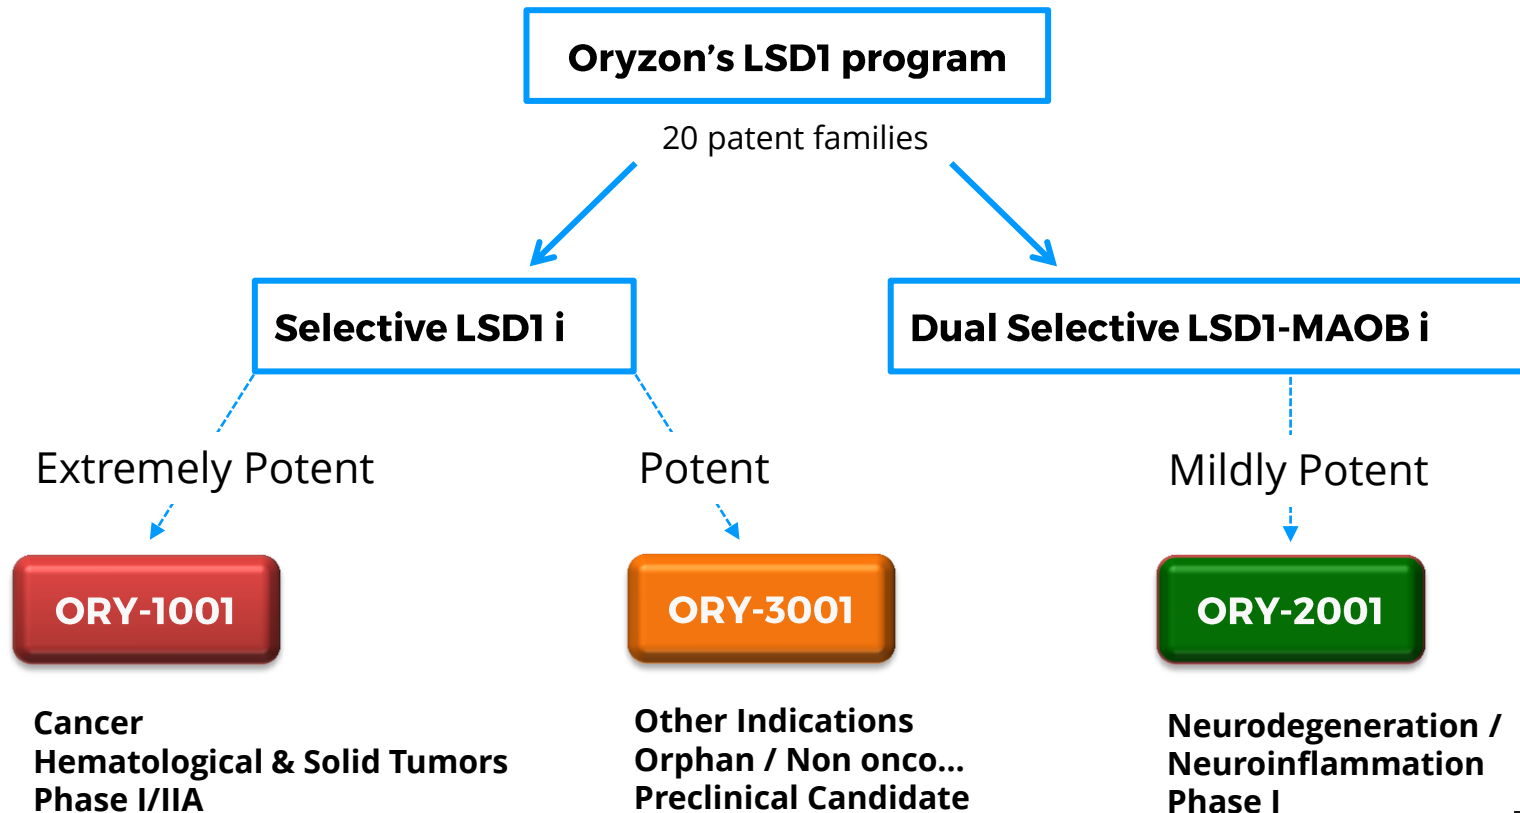 Oryzon’s LSD1 program
20 patent families
Selective LSD1 i
Dual Selective LSD1-MAOB i
Extremely Potent
Potent
Mildly Potent
ORY-1001
ORY-3001
ORY-2001
Cancer
Hematological & Solid Tumors
Phase I/IIA
Other Indications
Orphan / Non onco...
Preclinical Candidate
Neurodegeneration /
Neuroinflammation
Phase I